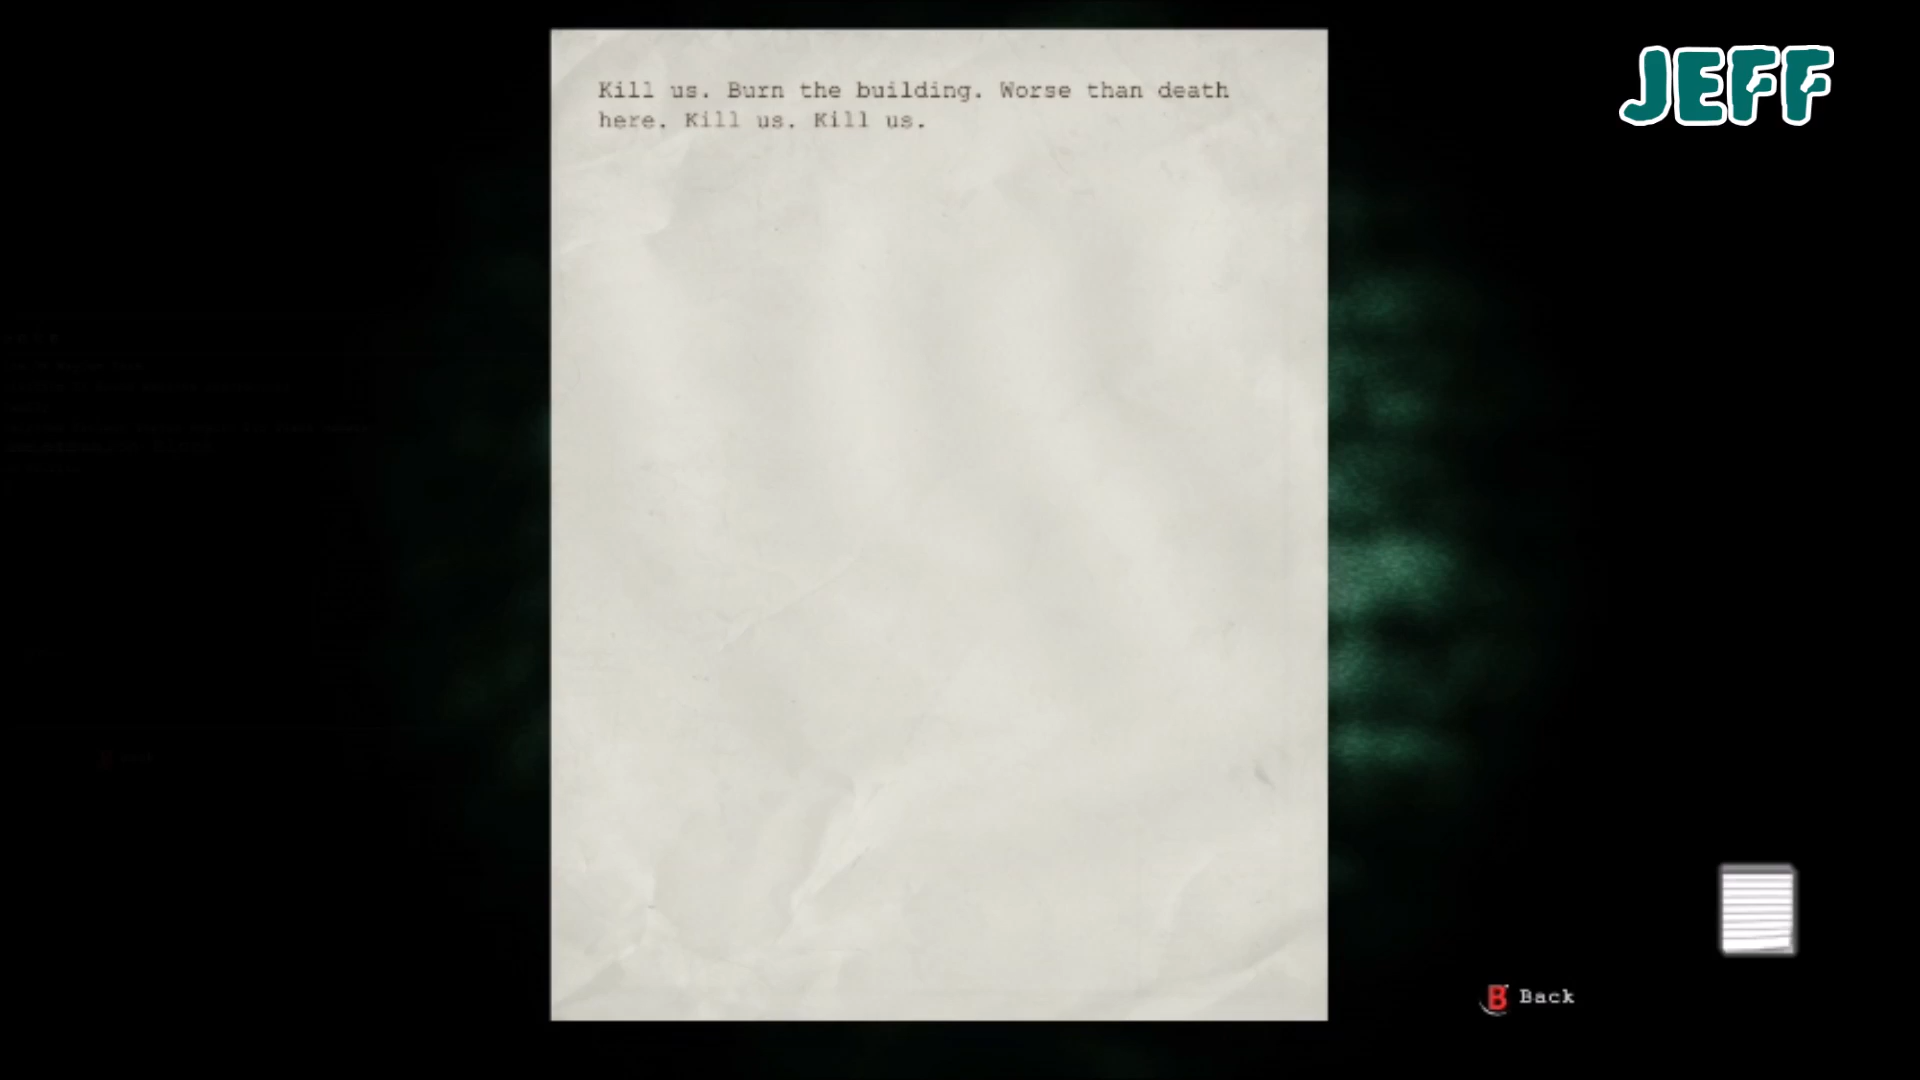 JEFF
Kill us. Burn the building. Worse than death
here. Kill us. Kill us.
B Back